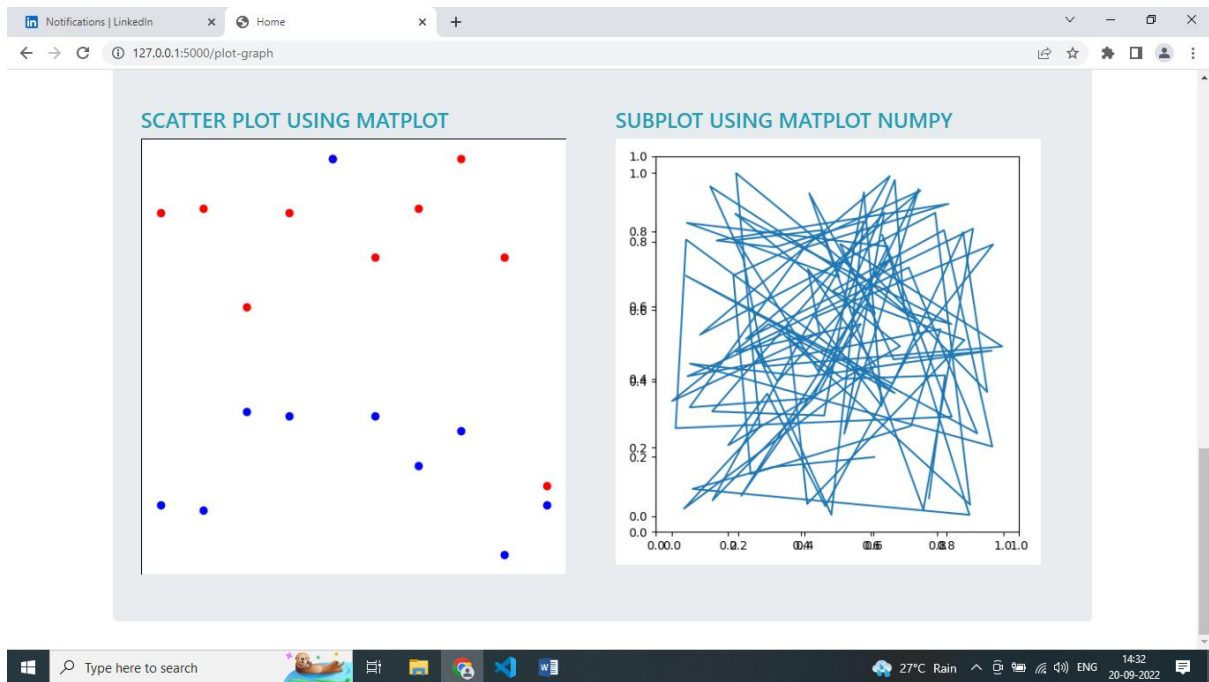 Notifications | LinkedIn
Home
127.0.0.1:5000/plot-graph
SCATTER PLOT USING MATPLOT
SUBPLOT USING MATPLOT NUMPY
1.0
1.0
0.8
0.8
0.6
0.6
0.4
0.4
0.2
0.2
0.0
0.0
0.0 0.0 0.2 0.2 0.4 0.4 0.6 0.6 0.8 0.8 1.0 1.0
Type here to search
27°C Rain
ENG
14:32
20-09-2022